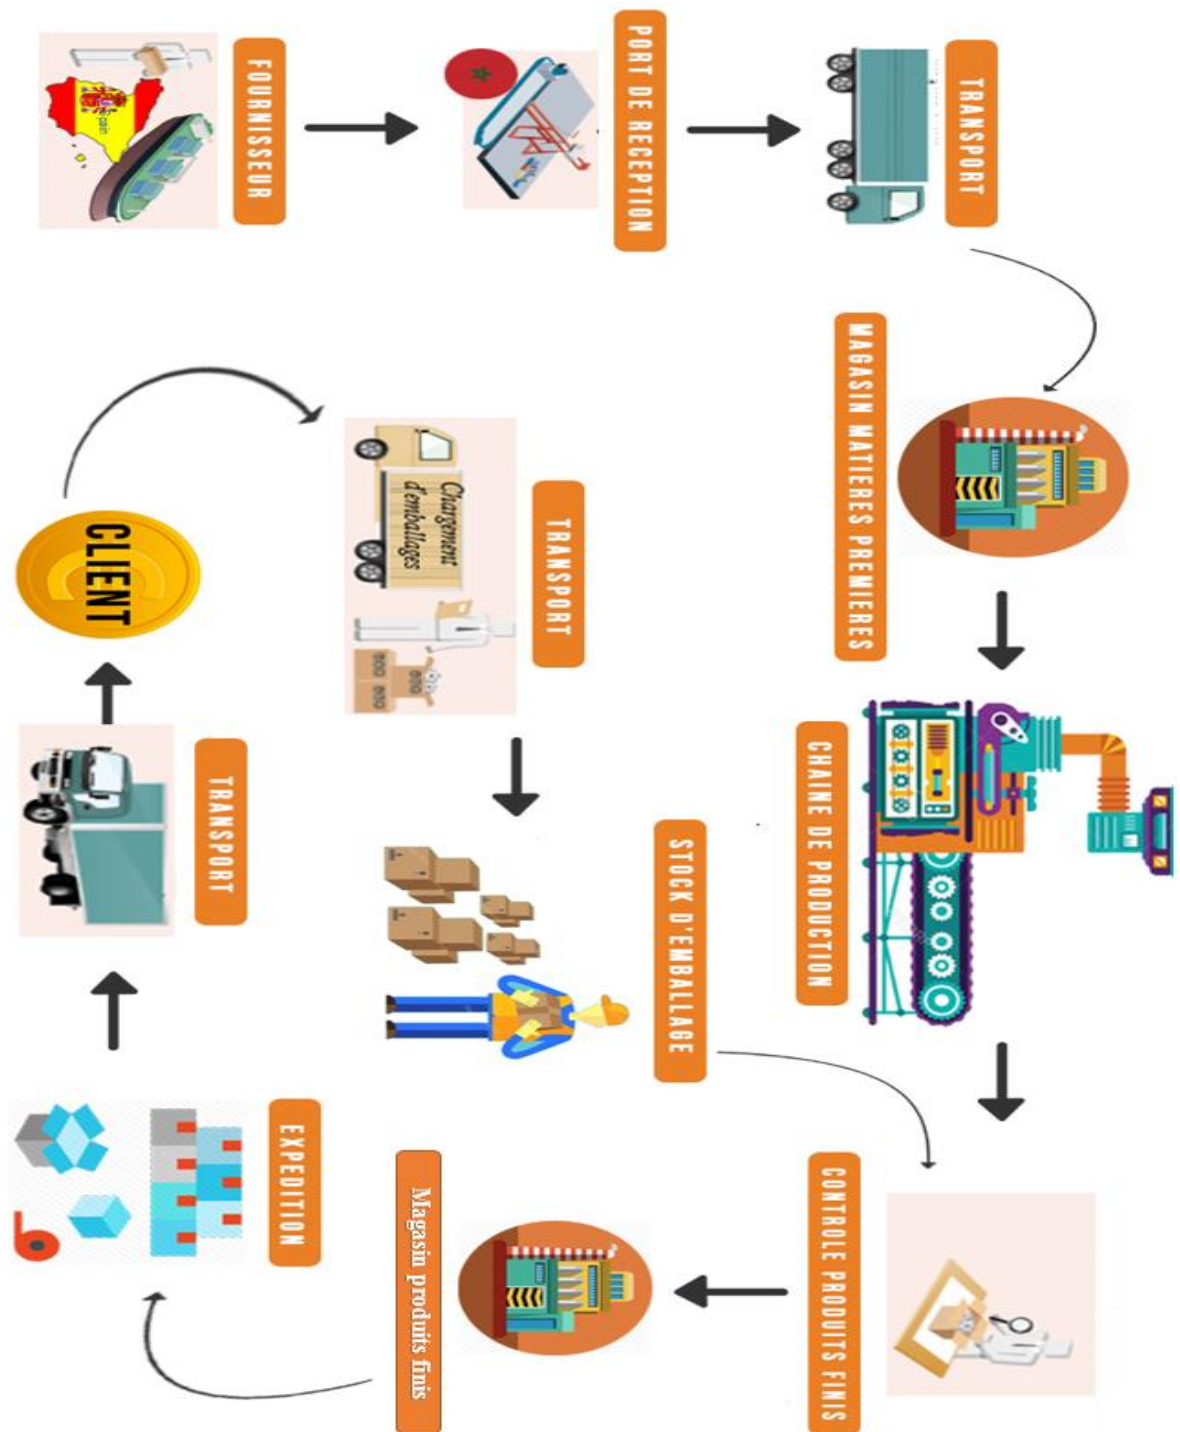 FOURNISSEUR
Spain
PORT DE RECEPTION
TRANSPORT
MAGASIN MATIERES PREMIERES
CHAINE DE PRODUCTION
CONTROLE PRODUITS FINIS
Magasin produits finis
EXPEDITION
TRANSPORT
CLIENT
TRANSPORT
Chargement
d'emballages
STOCK D'EMBALLAGE